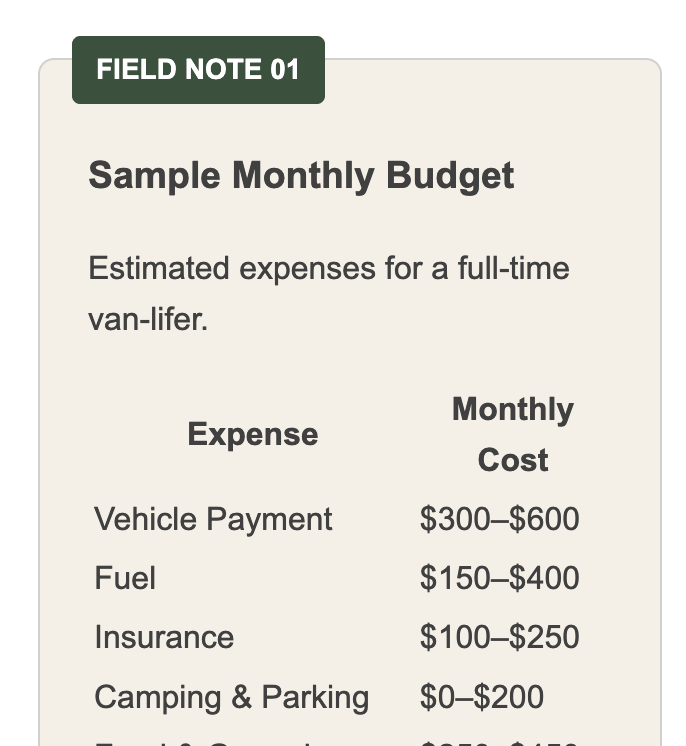 FIELD NOTE 01
Sample Monthly Budget
Estimated expenses for a full-time
van-lifer.
Expense
Monthly
Cost
Vehicle Payment $300–$600
Fuel $150–$400
Insurance $100–$250
Camping & Parking $0–$200